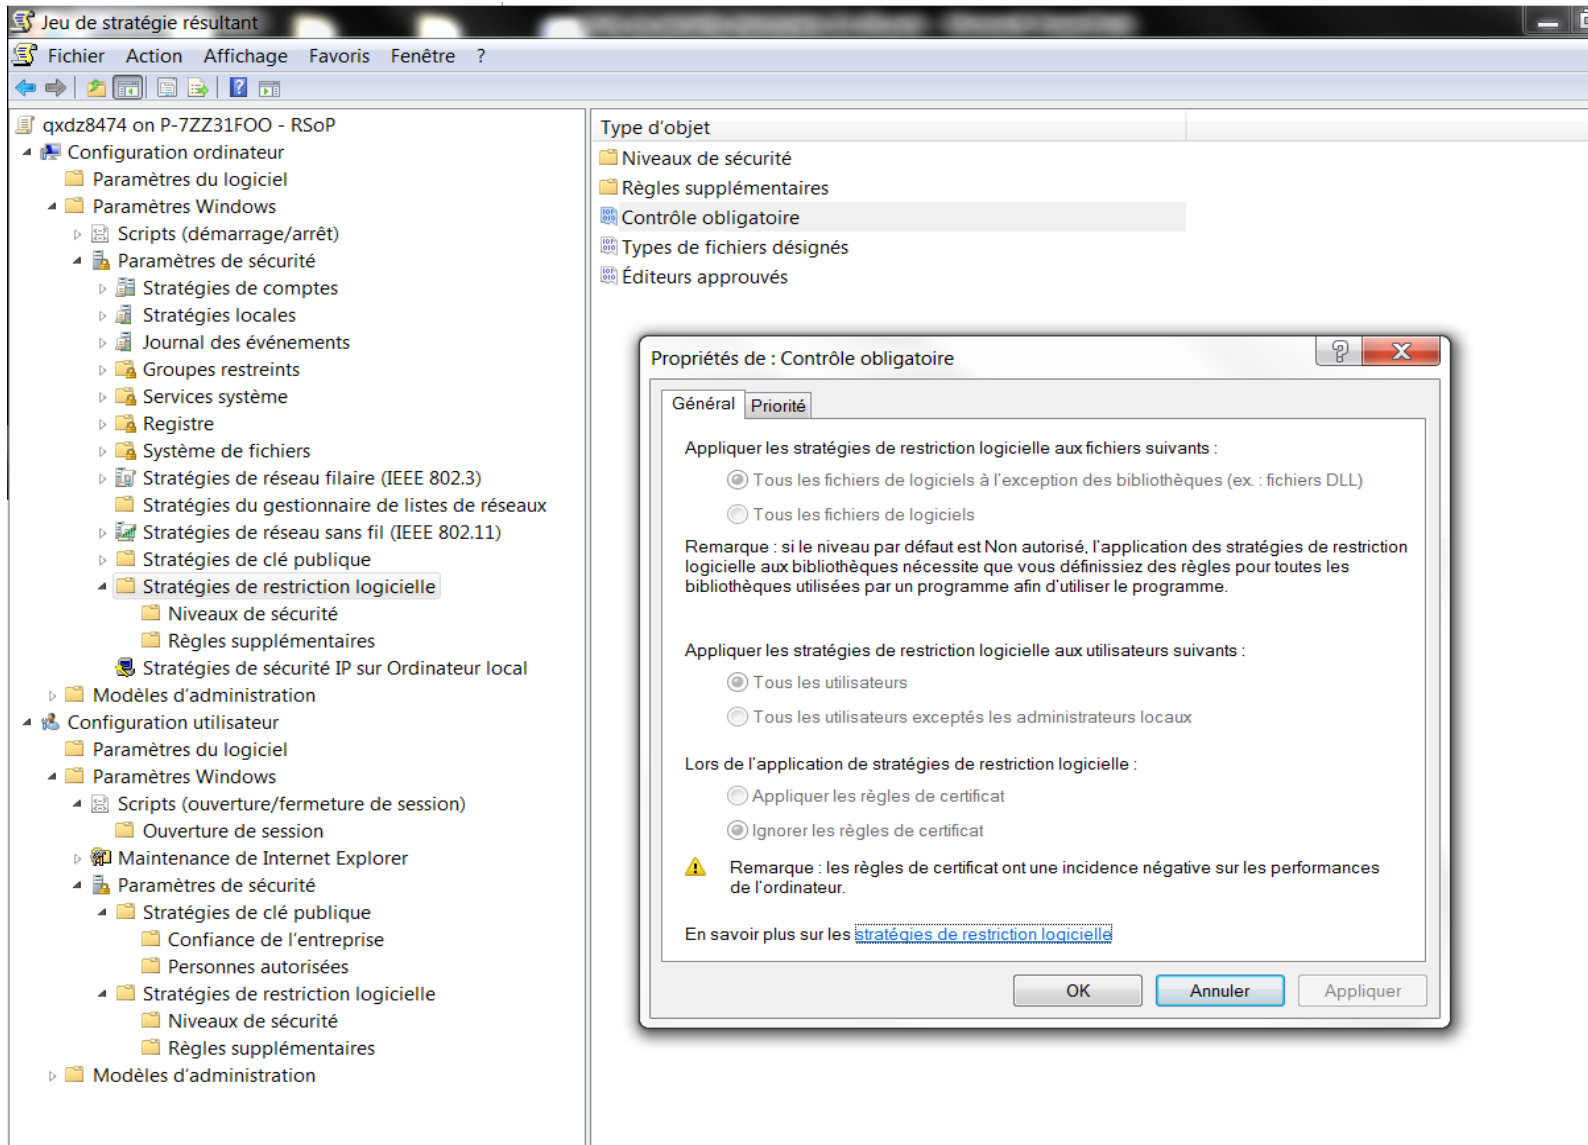 Jeu de stratégie résultant
Fichier Action Affichage Favoris Fenêtre ?
qxdz8474 on P-7ZZ31FOO - RSoP
Configuration ordinateur
Paramètres du logiciel
Paramètres Windows
Scripts (démarrage/arrêt)
Paramètres de sécurité
Stratégies de comptes
Stratégies locales
Journal des événements
Groupes restreints
Services système
Registre
Système de fichiers
Stratégies de réseau filaire (IEEE 802.3)
Stratégies du gestionnaire de listes de réseaux
Stratégies de réseau sans fil (IEEE 802.11)
Stratégies de clé publique
Stratégies de restriction logicielle
Niveaux de sécurité
Règles supplémentaires
Stratégies de sécurité IP sur Ordinateur local
Modèles d'administration
Configuration utilisateur
Paramètres du logiciel
Paramètres Windows
Scripts (ouverture/fermeture de session)
Ouverture de session
Maintenance de Internet Explorer
Paramètres de sécurité
Stratégies de clé publique
Confiance de l'entreprise
Personnes autorisées
Stratégies de restriction logicielle
Niveaux de sécurité
Règles supplémentaires
Modèles d'administration
Type d'objet
Niveaux de sécurité
Règles supplémentaires
Contrôle obligatoire
Types de fichiers désignés
Éditeurs approuvés
Propriétés de : Contrôle obligatoire
Général Priorité
Appliquer les stratégies de restriction logicielle aux fichiers suivants :
Tous les fichiers de logiciels à l'exception des bibliothèques (ex. : fichiers DLL)
Tous les fichiers de logiciels
Remarque : si le niveau par défaut est Non autorisé, l'application des stratégies de restriction
logicielle aux bibliothèques nécessite que vous définissiez des règles pour toutes les
bibliothèques utilisées par un programme afin d'utiliser le programme.
Appliquer les stratégies de restriction logicielle aux utilisateurs suivants :
Tous les utilisateurs
Tous les utilisateurs exceptés les administrateurs locaux
Lors de l'application de stratégies de restriction logicielle :
Appliquer les règles de certificat
Ignorer les règles de certificat
Remarque : les règles de certificat ont une incidence négative sur les performances
de l'ordinateur.
En savoir plus sur les stratégies de restriction logicielle
OK Annuler Appliquer